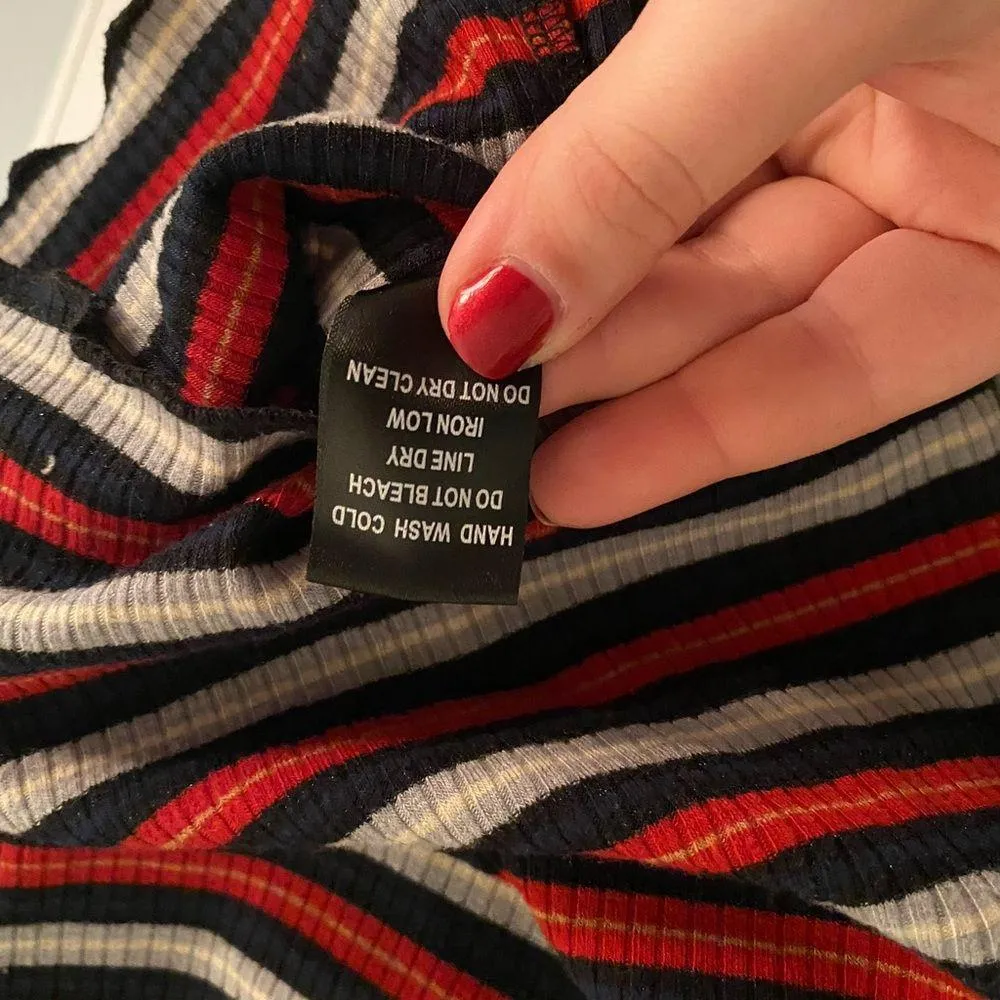 HAND WASH COLD
DO NOT BLEACH
LINE DRY
IRON LOW
DO NOT DRY CLEAN